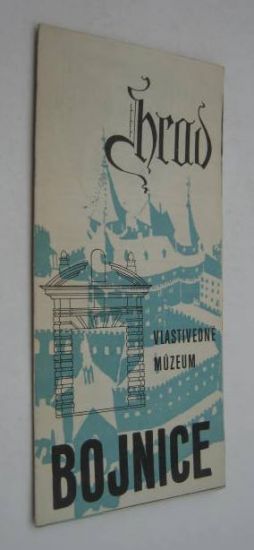 hrad
VLASTIVEDNÉ
MÚZEUM
BOJNICE